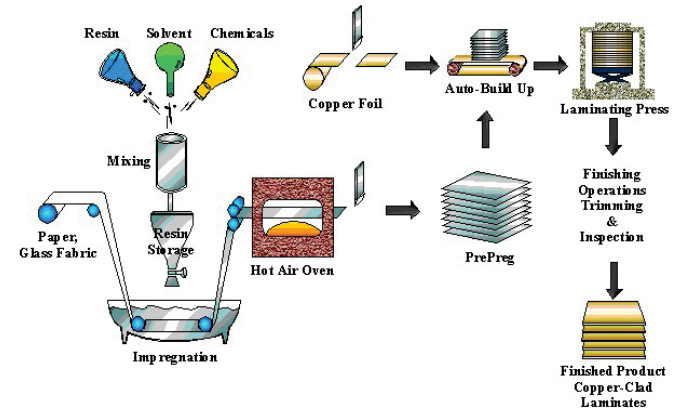 Resin
Solvent
Chemicals
Copper Foil
Auto-Build Up
Laminating Press
Mixing
Finishing
Operations
Trimming
&
Inspection
Paper,
Glass Fabric
Resin
Storage
Hot Air Oven
PrePreg
Impregnation
Finished Product
Copper-Clad
Laminates